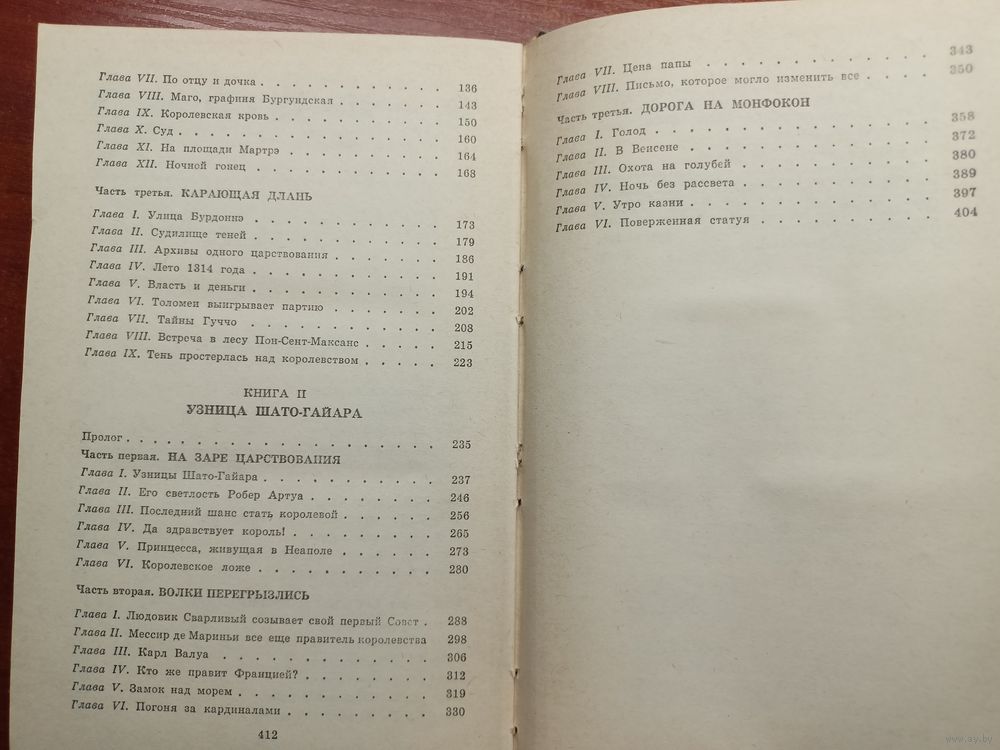 Глава VII. По отцу и дочка . . . . . . . . . . . 136
Глава VIII. Маго, графиня Бургундская . . . . . . 143
Глава IX. Королевская кровь . . . . . . . . . . 150
Глава X. Суд . . . . . . . . . . . . . . . 160
Глава XI. На площади Мартрэ . . . . . . . . . 164
Глава XII. Ночной гонец . . . . . . . . . . . 168
Часть третья. КАРАЮЩАЯ ДЛАНЬ
Глава I. Улица Бурдоннэ . . . . . . . . . . . 173
Глава II. Судилище теней . . . . . . . . . . . 179
Глава III. Архивы одного царствования . . . . . . 186
Глава IV. Лето 1314 года . . . . . . . . . . . 191
Глава V. Власть и деньги . . . . . . . . . . . 194
Глава VI. Толомеи выигрывает партию . . . . . . 202
Глава VII. Тайны Гуччо . . . . . . . . . . . 208
Глава VIII. Встреча в лесу Пон-Сент-Максанс . . . . 215
Глава IX. Тень простерлась над королевством . . . . 223
КНИГА II
УЗНИЦА ШАТО-ГАЙАРА
Пролог . . . . . . . . . . . . . . . . . 235
Часть первая. НА ЗАРЕ ЦАРСТВОВАНИЯ
Глава I. Узницы Шато-Гайара . . . . . . . . . . 237
Глава II. Его светлость Робер Артуа . . . . . . . 246
Глава III. Последний шанс стать королевой . . . . . 256
Глава IV. Да здравствует король! . . . . . . . . 265
Глава V. Принцесса, живущая в Неаполе . . . . . . 273
Глава VI. Королевское ложе . . . . . . . . . . 280
Часть вторая. ВОЛКИ ПЕРЕГРЫЗЛИСЬ
Глава I. Людовик Сварливый созывает свой первый Совет . 288
Глава II. Мессир де Мариньи все еще правитель королевства 298
Глава III. Карл Валуа . . . . . . . . . . . . 306
Глава IV. Кто же правит Францией? . . . . . . . 312
Глава V. Замок над морем . . . . . . . . . . . 319
Глава VI. Погоня за кардиналами . . . . . . . . 330
412
Глава VII. Цена папы . . . . . . . . . . . . 343
Глава VIII. Письмо, которое могло изменить все . . . . 350
Часть третья. ДОРОГА НА МОНФОКОН
Глава I. Голод . . . . . . . . . . . . . . 358
Глава II. В Венсене . . . . . . . . . . . . 372
Глава III. Охота на голубей . . . . . . . . . . 380
Глава IV. Ночь без рассвета . . . . . . . . . . 389
Глава V. Утро казни . . . . . . . . . . . . 397
Глава VI. Поверженная статуя . . . . . . . . . 404
www.ay.by